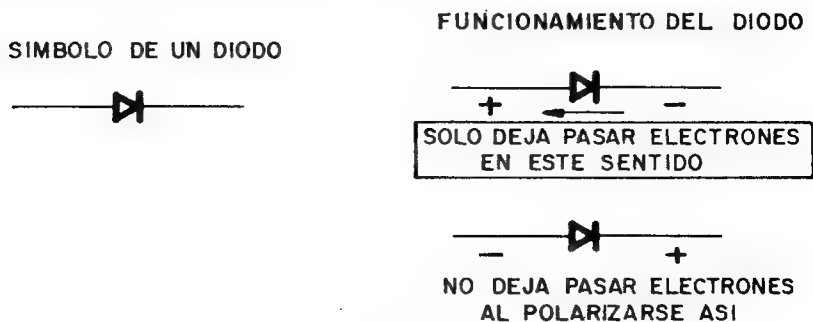 SIMBOLO DE UN DIODO
FUNCIONAMIENTO DEL DIODO
+ −
SOLO DEJA PASAR ELECTRONES
EN ESTE SENTIDO
− +
NO DEJA PASAR ELECTRONES
AL POLARIZARSE ASI